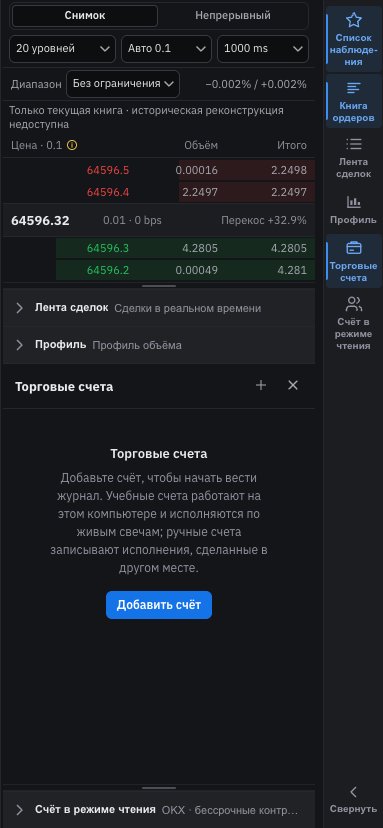 Снимок
Непрерывный
20 уровней
Авто 0.1
1000 ms
Диапазон
Без ограничения
−0.002% / +0.002%
Только текущая книга · историческая реконструкция
недоступна
Цена · 0.1
Объём
Итого
64596.5
0.00016
2.2498
64596.4
2.2497
2.2497
64596.32
0.01 · 0 bps
Перекос +32.9%
64596.3
4.2805
4.2805
64596.2
0.00049
4.281
Лента сделок Сделки в реальном времени
Профиль Профиль объёма
Торговые счета
Торговые счета
Добавьте счёт, чтобы начать вести
журнал. Учебные счета работают на
этом компьютере и исполняются по
живым свечам; ручные счета
записывают исполнения, сделанные в
другом месте.
Добавить счёт
Счёт в режиме чтения OKX · бессрочные контр...
Список
наблюде-
ния
Книга
ордеров
Лента
сделок
Профиль
Торговые
счета
Счёт в
режиме
чтения
Свернуть